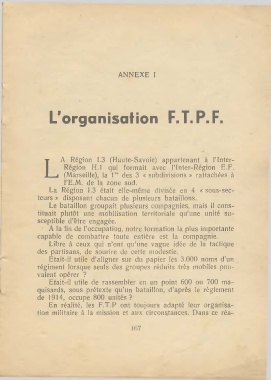 ANNEXE I
L'organisation F.T.P.F.
LA Région I.3 (Haute-Savoie) appartenant à l'Inter-
Région H.I qui formait avec l'Inter-Région E.F.
(Marseille), la 1re des 3 « subdivisions » rattachées à
l'E.M. de la zone sud.
La Région I.3 était elle-même divisée en 4 « sous-sec-
teurs » disposant chacun de plusieurs bataillons.
Le bataillon groupait plusieurs compagnies, mais il cons-
tituait plutôt une mobilisation territoriale qu'une unité sus-
ceptible d'être engagée.
A la fin de l'occupation, notre formation la plus importante
capable de combattre toute entière est la compagnie.
Libre à ceux qui n'ont qu'une vague idée de la tactique
des partisans, de sourire de cette modestie.
Était-il utile d'aligner sur du papier les 3.000 noms d'un
régiment lorsque seuls des groupes réduits très mobiles pou-
vaient opérer ?
Était-il utile de rassembler en un point 600 ou 700 ma-
quisards, sous prétexte qu'un bataillon, d'après le règlement
de 1914, occupe 800 unités ?
En réalité, les F.T.P ont toujours adapté leur organisa-
tion militaire à la mission et aux circonstances. Dans ce réa-
167